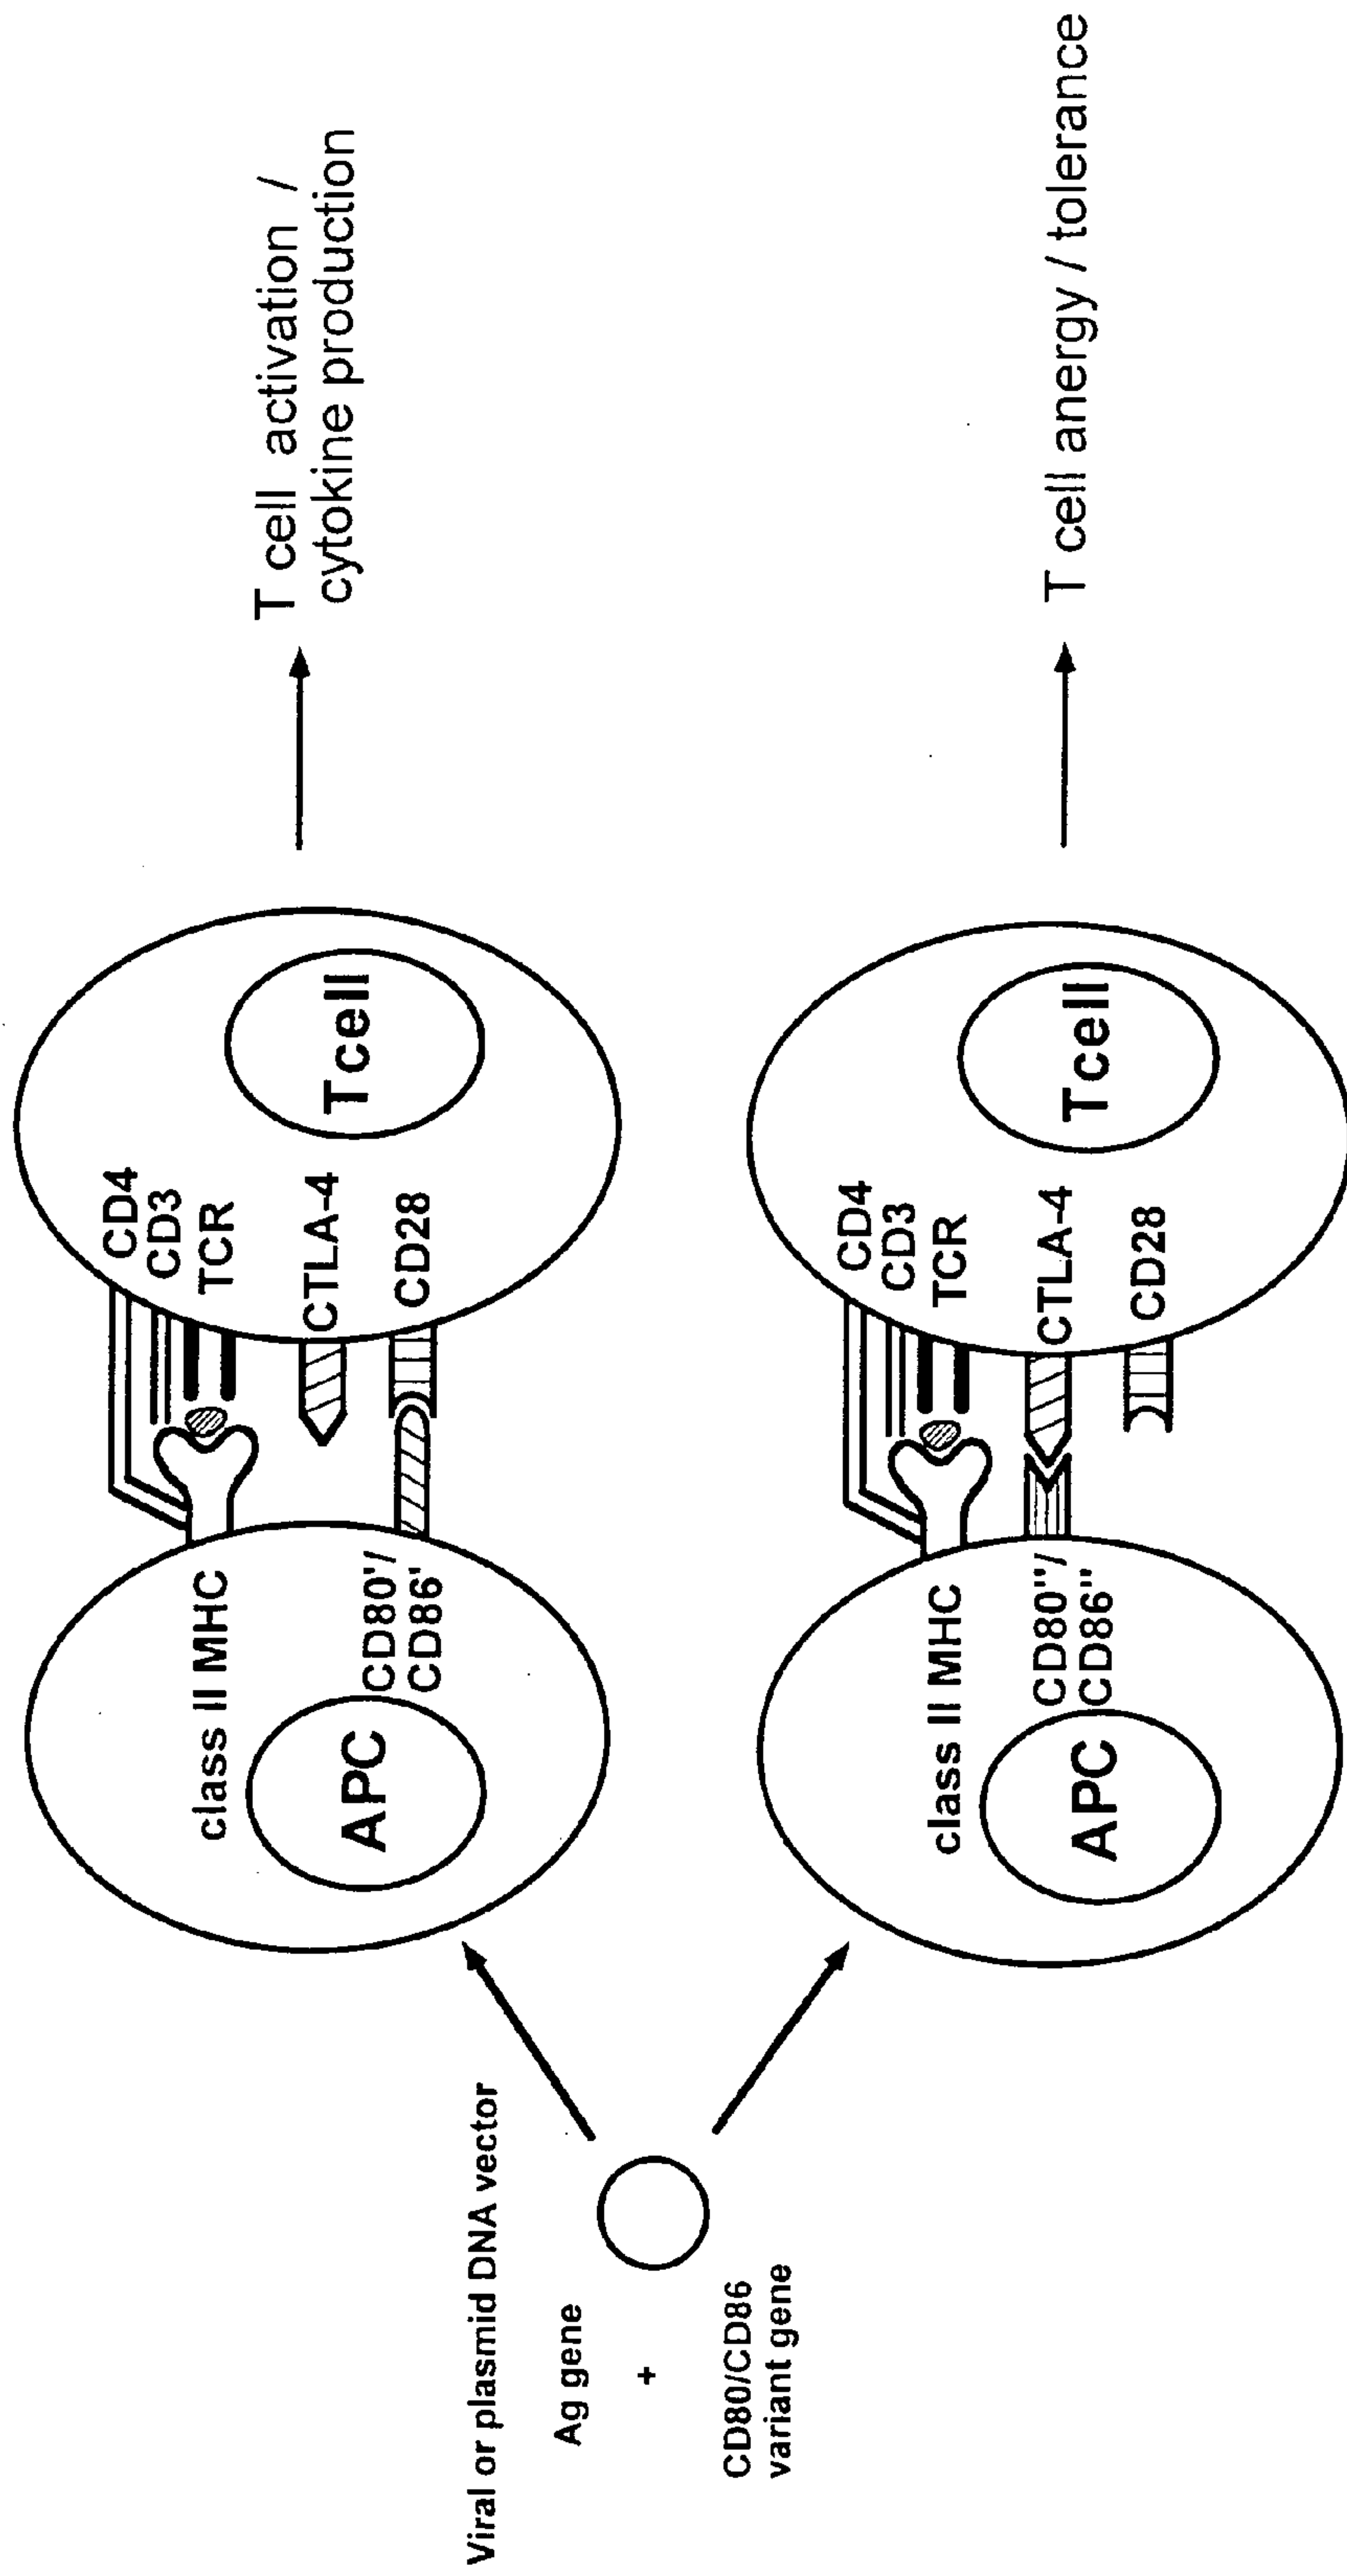 Viral or plasmid DNA vector
Ag gene
+
CD80/CD86
variant gene
class II MHC
APC
CD80'/
CD86'
CD4
CD3
TCR
CTLA-4
CD28
Tcell
T cell activation /
cytokine production
class II MHC
APC
CD80"/
CD86"
CD4
CD3
TCR
CTLA-4
CD28
Tcell
T cell anergy / tolerance